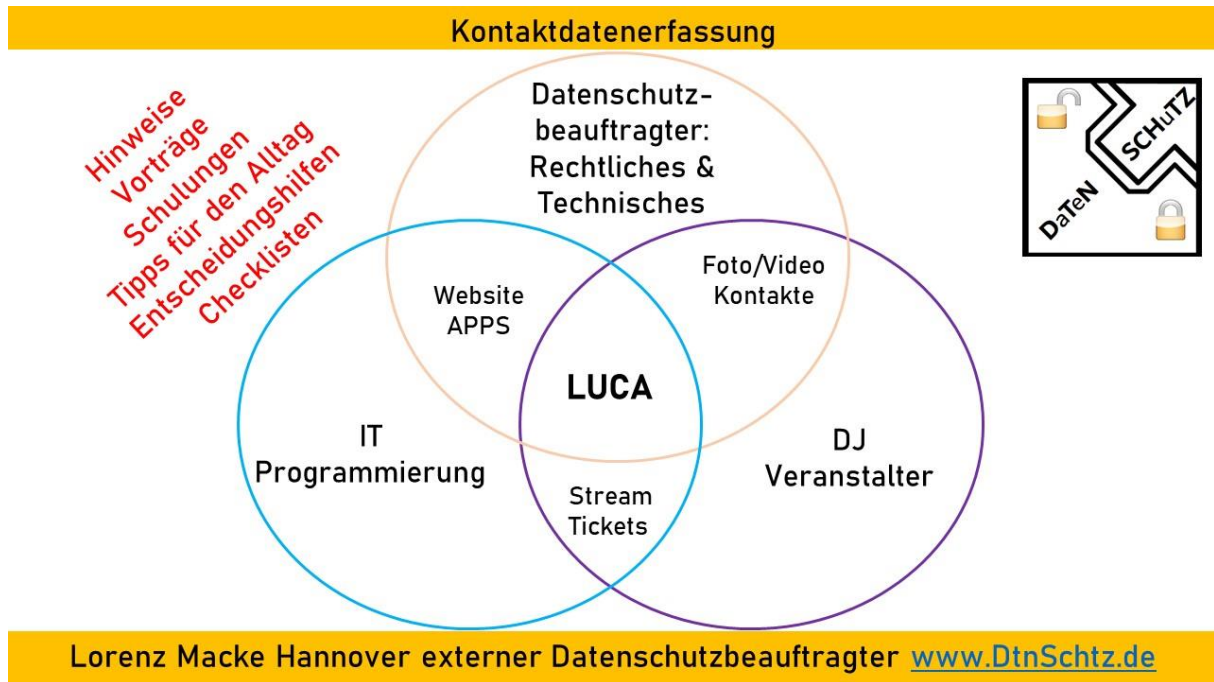 Kontaktdatenerfassung
Hinweise
Vorträge
Schulungen
Tipps für den Alltag
Entscheidungshilfen
Checklisten
Datenschutz-
beauftragter:
Rechtliches &
Technisches
SCHuTZ
DaTeN
Website
APPS
Foto/Video
Kontakte
LUCA
IT
Programmierung
DJ
Veranstalter
Stream
Tickets
Lorenz Macke Hannover externer Datenschutzbeauftragter www.DtnSchtz.de